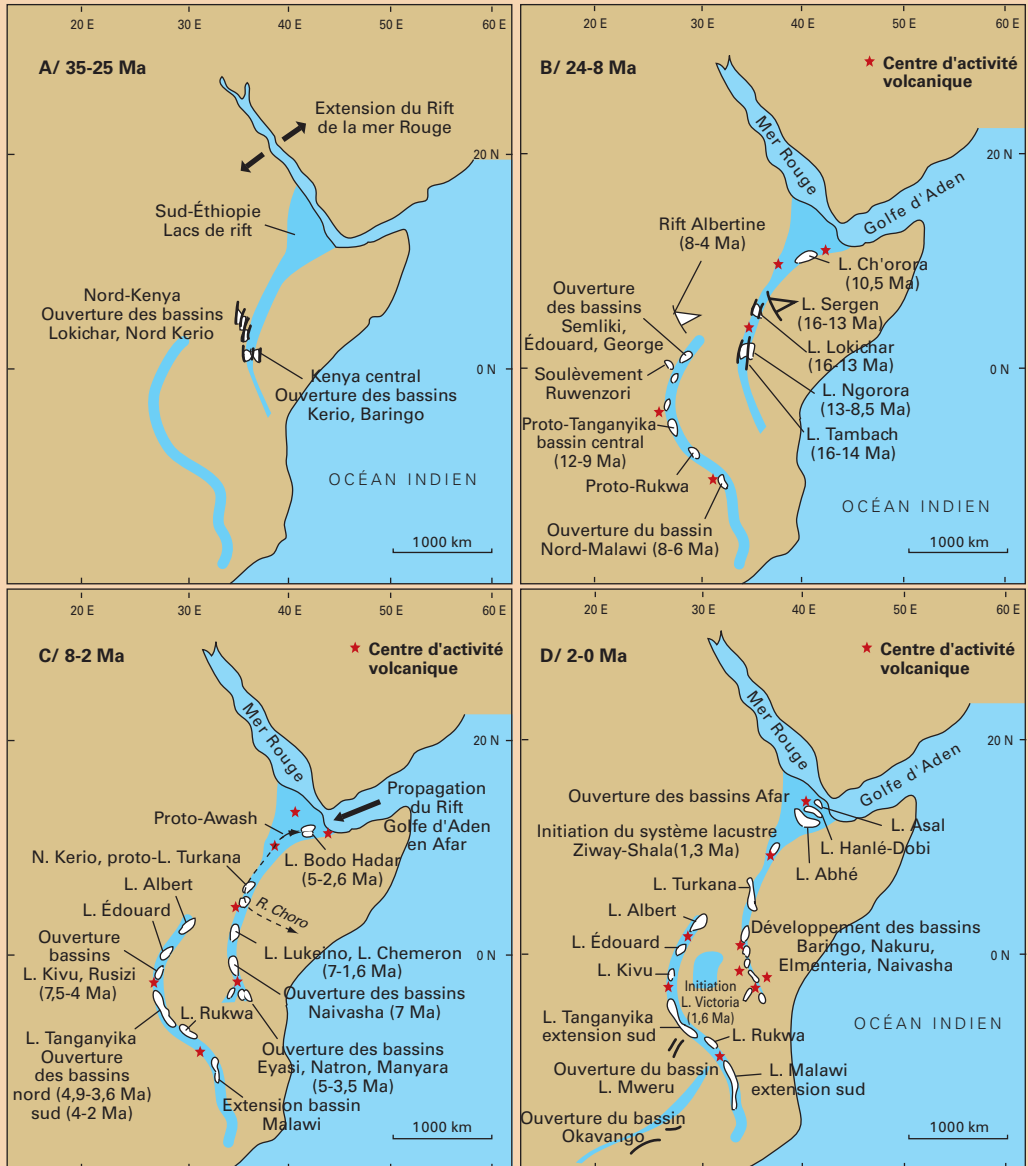 20 E
30 E
40 E
50 E
60 E
A/ 35-25 Ma
Extension du Rift
de la mer Rouge
20 N
Sud-Éthiopie
Lacs de rift
Nord-Kenya
Ouverture des bassins
Lokichar, Nord Kerio
0 N
Kenya central
Ouverture des bassins
Kerio, Baringo
OCÉAN INDIEN
1000 km
20 E
30 E
40 E
50 E
60 E
B/ 24-8 Ma
Centre d'activité
volcanique
Mer Rouge
20 N
Golfe d'Aden
Rift Albertine
(8-4 Ma)
L. Ch'orora
(10,5 Ma)
Ouverture
des bassins
Semliki,
Édouard, George
L. Sergen
(16-13 Ma)
L. Lokichar
(16-13 Ma)
0 N
Soulèvement
Ruwenzori
L. Ngorora
(13-8,5 Ma)
Proto-Tanganyika
bassin central
(12-9 Ma)
L. Tambach
(16-14 Ma)
Proto-Rukwa
OCÉAN INDIEN
Ouverture du bassin
Nord-Malawi (8-6 Ma)
1000 km
20 E
30 E
40 E
50 E
60 E
C/ 8-2 Ma
Centre d'activité
volcanique
Mer Rouge
20 N
Propagation
du Rift
Golfe d'Aden
en Afar
Proto-Awash
L. Bodo Hadar
(5-2,6 Ma)
N. Kerio, proto-L. Turkana
L. Albert
R. Choro
L. Édouard
Ouverture
bassins
L. Kivu, Rusizi
(7,5-4 Ma)
L. Lukeino, L. Chemeron
(7-1,6 Ma)
0 N
Ouverture des bassins
Naivasha (7 Ma)
L. Rukwa
L. Tanganyika
Ouverture
des bassins
nord (4,9-3,6 Ma)
sud (4-2 Ma)
Ouverture des bassins
Eyasi, Natron, Manyara
(5-3,5 Ma)
Extension bassin
Malawi
1000 km
20 E
30 E
40 E
50 E
60 E
D/ 2-0 Ma
Centre d'activité
volcanique
Mer Rouge
20 N
Golfe d'Aden
Ouverture des bassins Afar
L. Asal
L. Hanlé-Dobi
L. Abhé
Initiation du système lacustre
Ziway-Shala(1,3 Ma)
L. Turkana
L. Albert
Développement des bassins
Baringo, Nakuru,
Elmenteria, Naivasha
L. Édouard
0 N
L. Kivu
Initiation
L. Victoria
(1,6 Ma)
L. Tanganyika
extension sud
OCÉAN INDIEN
L. Rukwa
Ouverture du bassin
L. Mweru
L. Malawi
extension sud
Ouverture du bassin
Okavango
1000 km